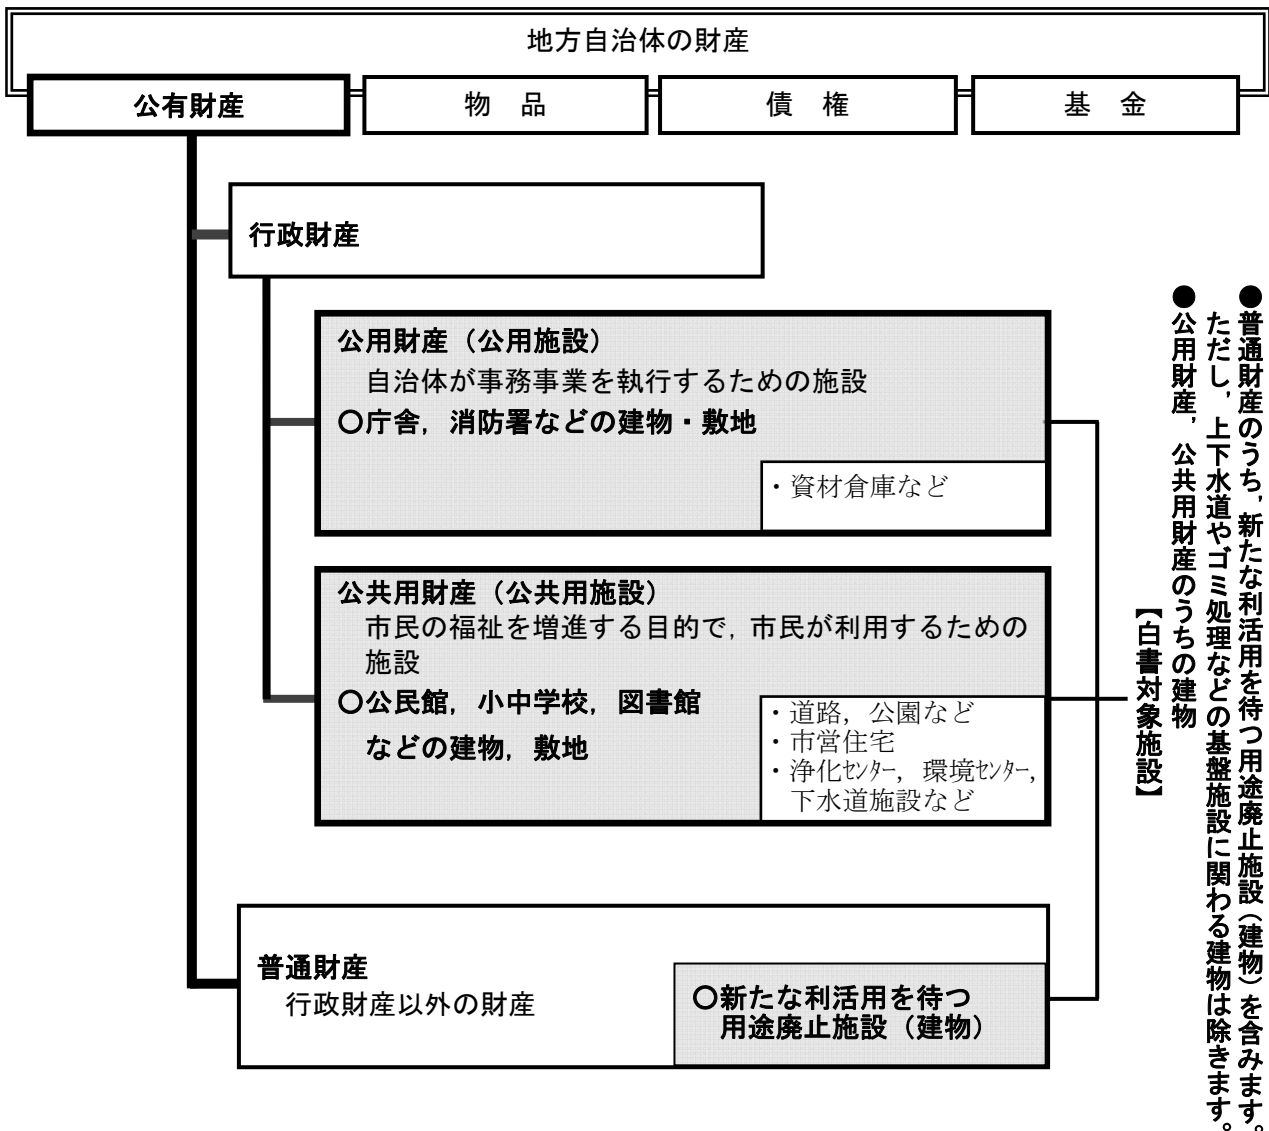 地方自治体の財産
公有財産
物　品
債　権
基　金
行政財産
公用財産（公用施設）
自治体が事務事業を執行するための施設
○庁舎，消防署などの建物・敷地
・資材倉庫など
公共用財産（公共用施設）
市民の福祉を増進する目的で，市民が利用するための
施設
○公民館，小中学校，図書館
などの建物，敷地
・道路，公園など
・市営住宅
・浄化ｾﾝﾀｰ，環境ｾﾝﾀｰ，
下水道施設など
普通財産
行政財産以外の財産
○新たな利活用を待つ
用途廃止施設（建物）
【白書対象施設】
●公用財産，公共用財産のうちの建物
ただし，上下水道やゴミ処理などの基盤施設に関わる建物は除きます。
●普通財産のうち，新たな利活用を待つ用途廃止施設（建物）を含みます。